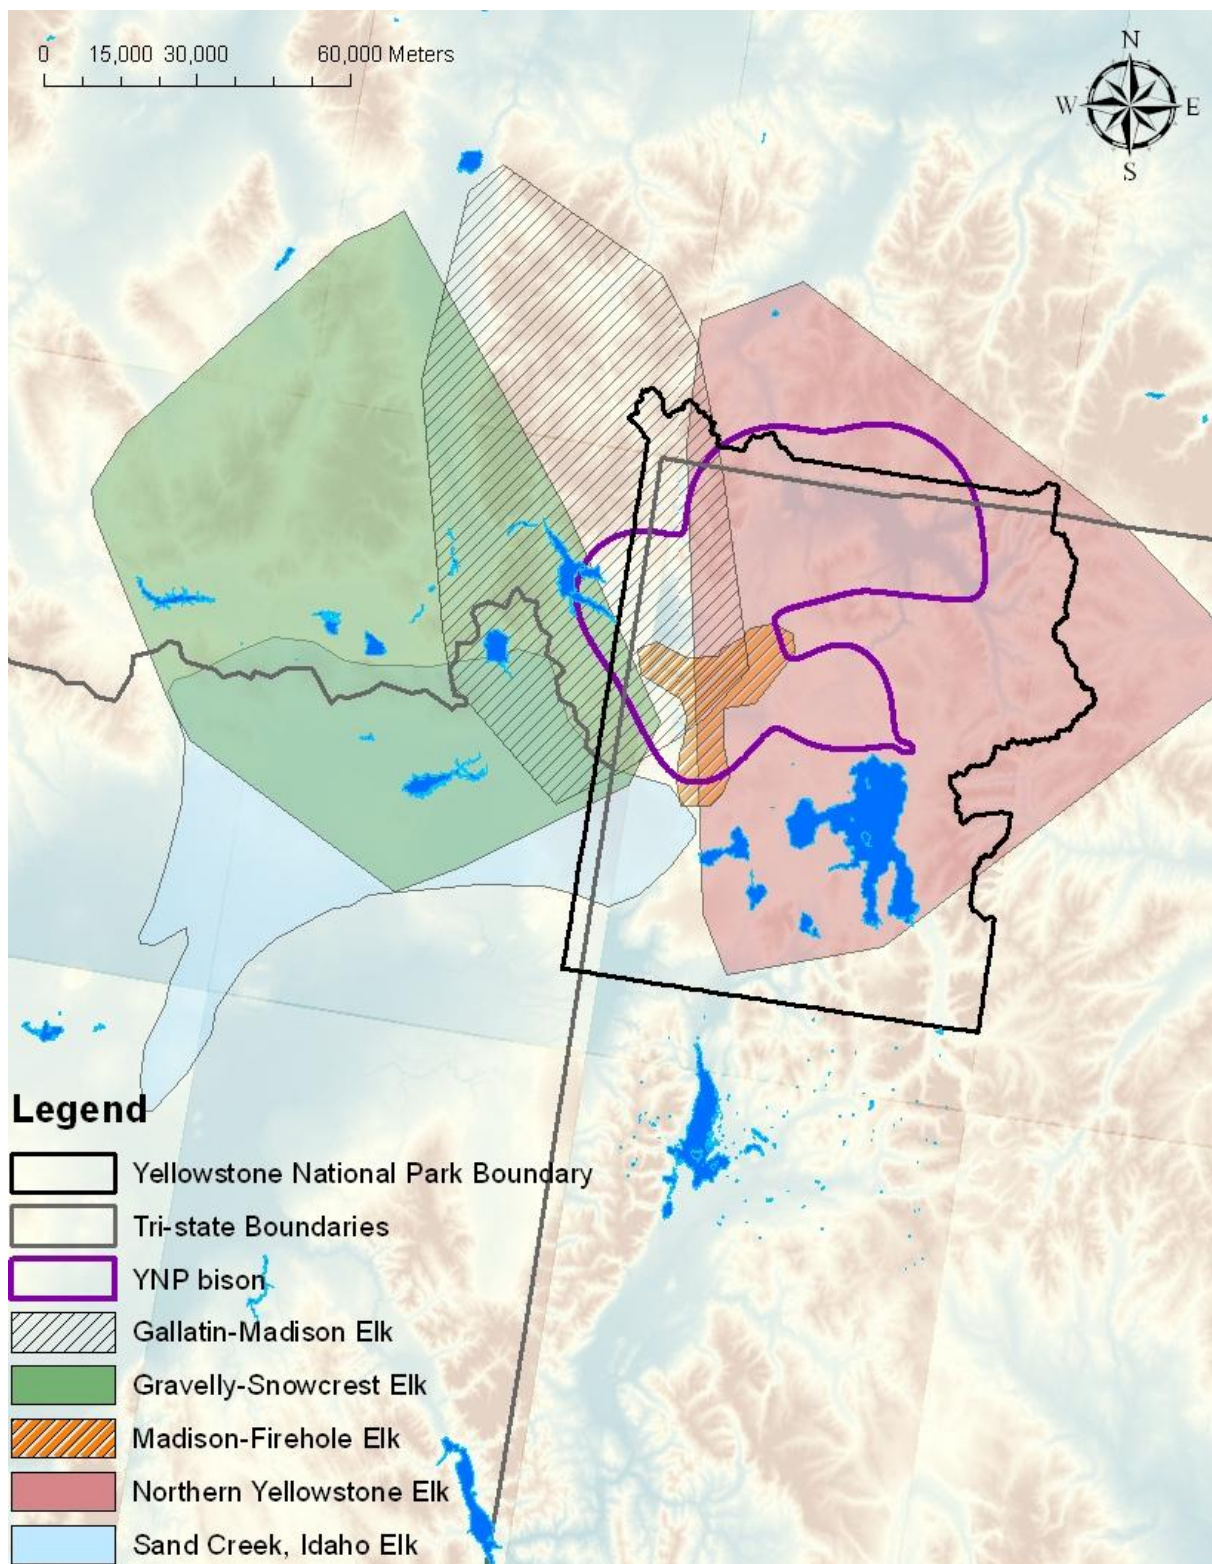 0 15,000 30,000 60,000 Meters
N
W E
S
Legend
Yellowstone National Park Boundary
Tri-state Boundaries
YNP bison
Gallatin-Madison Elk
Gravelly-Snowcrest Elk
Madison-Firehole Elk
Northern Yellowstone Elk
Sand Creek, Idaho Elk